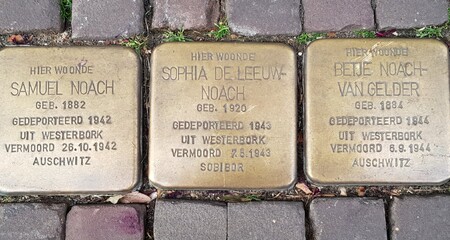 HIER WOONDE
SAMUEL NOACH
GEB. 1882
GEDEPORTEERD 1942
UIT WESTERBORK
VERMOORD 26.10.1942
AUSCHWITZ
HIER WOONDE
SOPHIA DE LEEUW-
NOACH
GEB. 1920
GEDEPORTEERD 1943
UIT WESTERBORK
VERMOORD 7.5.1943
SOBIBOR
HIER WOONDE
BETJE NOACH-
VAN GELDER
GEB. 1884
GEDEPORTEERD 1944
UIT WESTERBORK
VERMOORD 6.9.1944
AUSCHWITZ